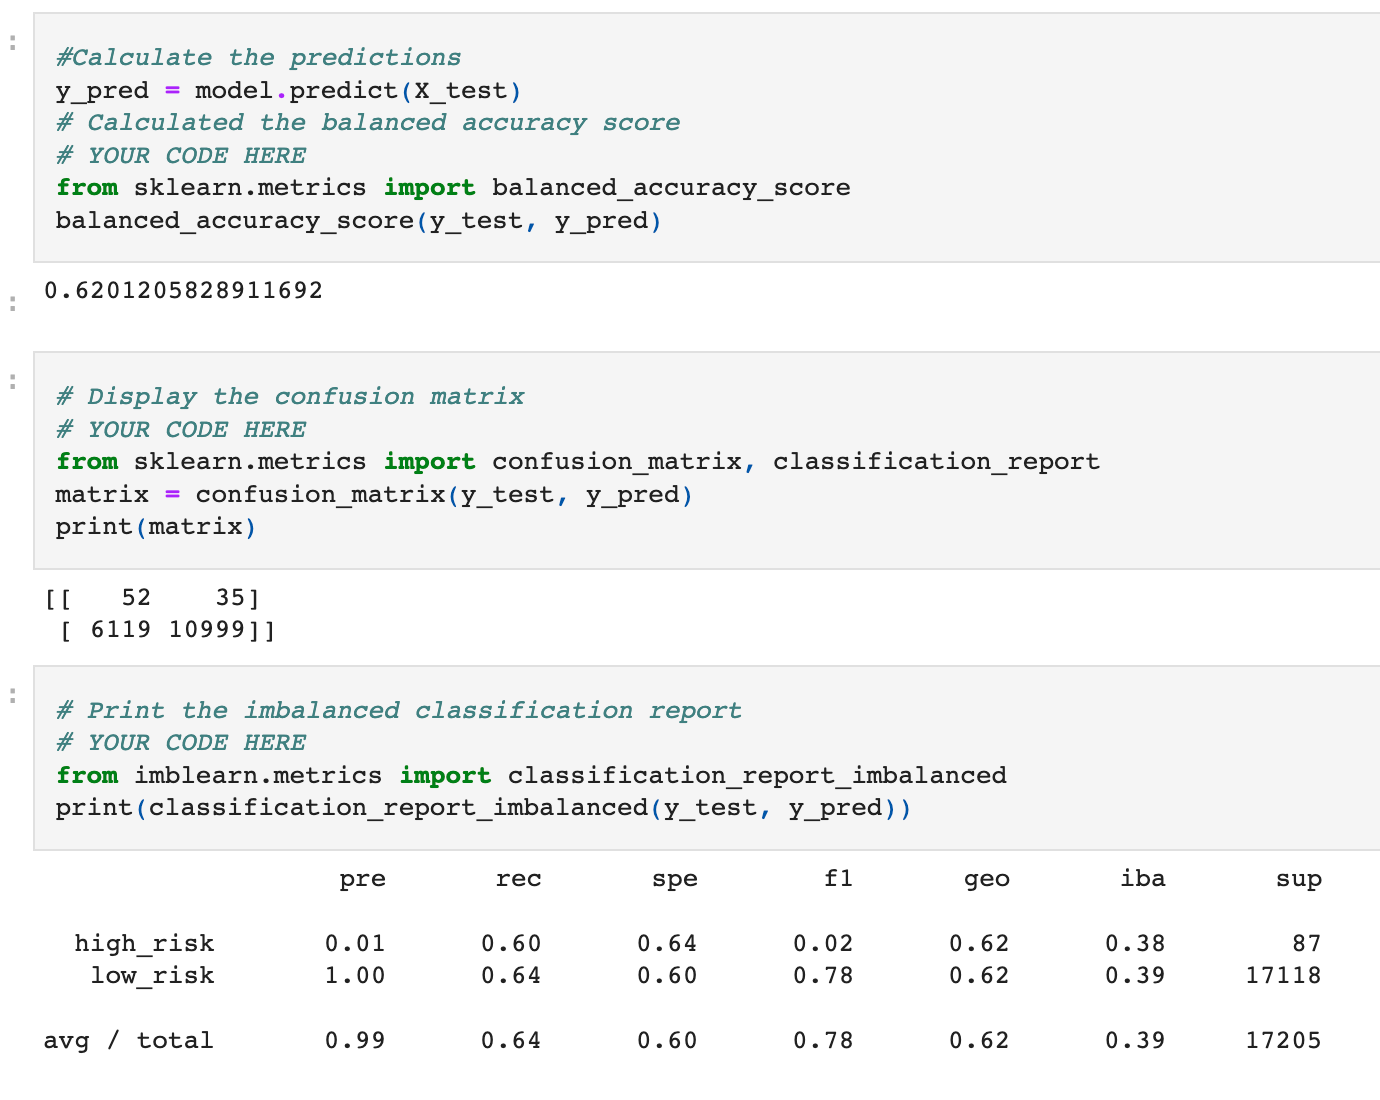 #Calculate the predictions
y_pred = model.predict(X_test)
# Calculated the balanced accuracy score
# YOUR CODE HERE
from sklearn.metrics import balanced_accuracy_score
balanced_accuracy_score(y_test, y_pred)
0.6201205828911692
# Display the confusion matrix
# YOUR CODE HERE
from sklearn.metrics import confusion_matrix, classification_report
matrix = confusion_matrix(y_test, y_pred)
print(matrix)
[[   52    35]
 [ 6119 10999]]
# Print the imbalanced classification report
# YOUR CODE HERE
from imblearn.metrics import classification_report_imbalanced
print(classification_report_imbalanced(y_test, y_pred))
                   pre       rec       spe        f1       geo       iba       sup
  high_risk       0.01      0.60      0.64      0.02      0.62      0.38        87
   low_risk       1.00      0.64      0.60      0.78      0.62      0.39     17118
avg / total       0.99      0.64      0.60      0.78      0.62      0.39     17205